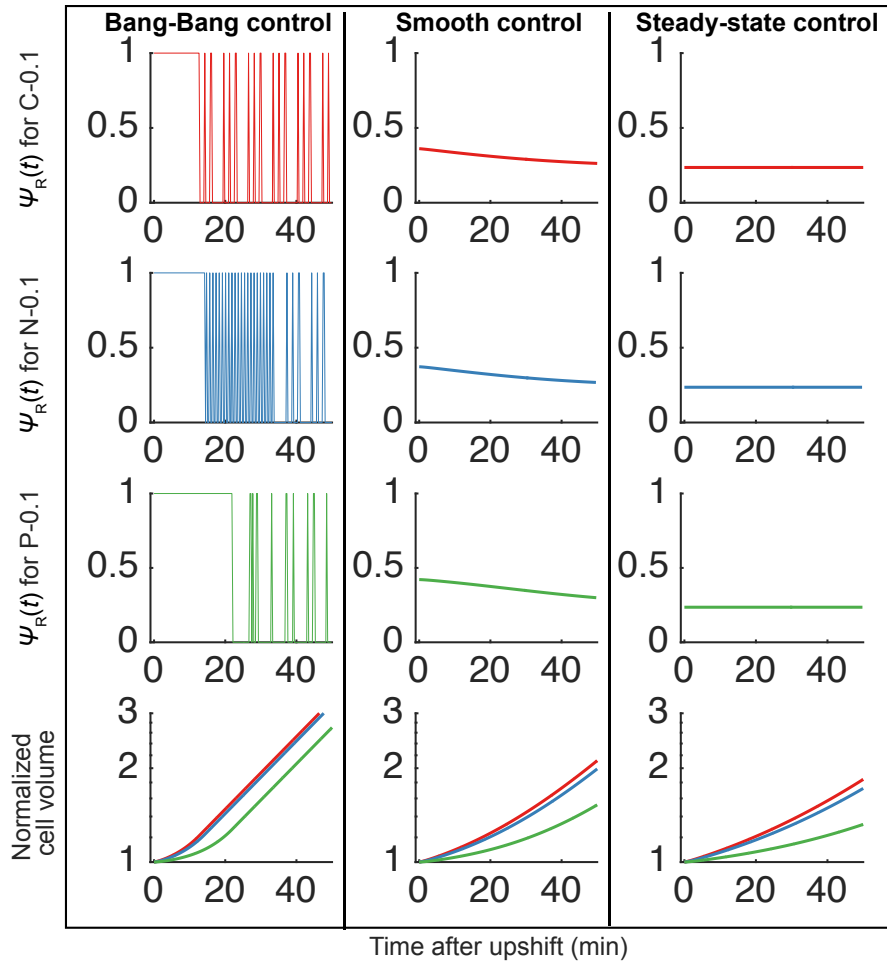 Bang-Bang control
Smooth control
Steady-state control
Ψ_R(t) for C-0.1
1
0.5
0
0 20 40
1
0.5
0
0 20 40
1
0.5
0
0 20 40
Ψ_R(t) for N-0.1
1
0.5
0
0 20 40
1
0.5
0
0 20 40
1
0.5
0
0 20 40
Ψ_R(t) for P-0.1
1
0.5
0
0 20 40
1
0.5
0
0 20 40
1
0.5
0
0 20 40
Normalized
cell volume
3
2
1
0 20 40
3
2
1
0 20 40
3
2
1
0 20 40
Time after upshift (min)